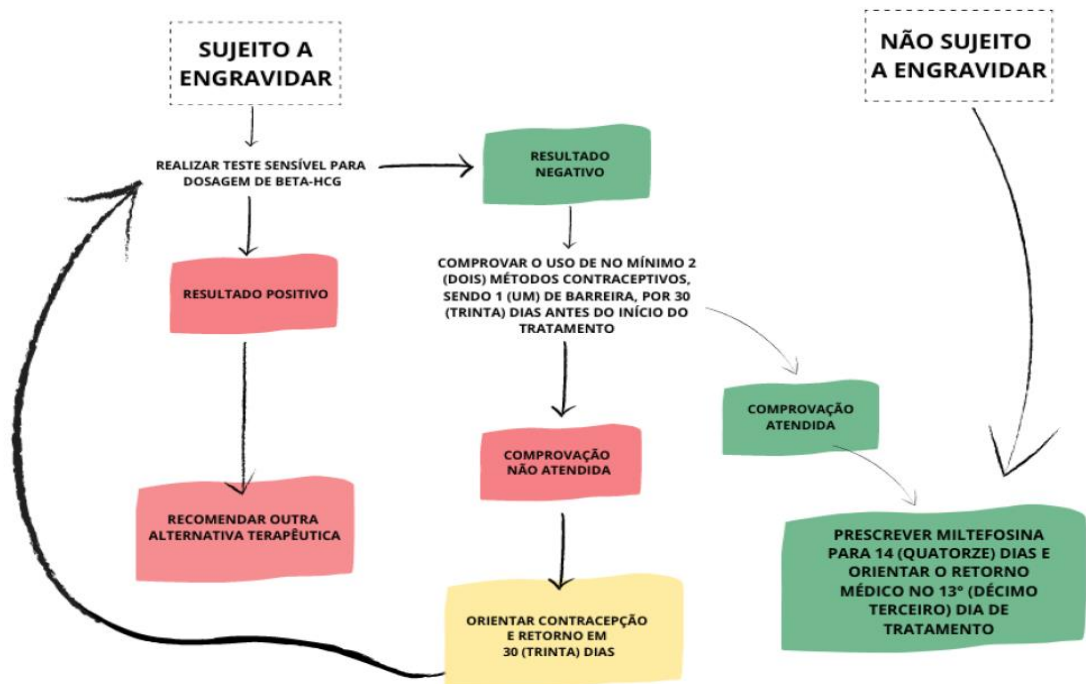 SUJEITO A
ENGRAVIDAR
NÃO SUJEITO
A ENGRAVIDAR
REALIZAR TESTE SENSÍVEL PARA
DOSAGEM DE BETA-HCG
RESULTADO
NEGATIVO
RESULTADO POSITIVO
COMPROVAR O USO DE NO MÍNIMO 2
(DOIS) MÉTODOS CONTRACEPTIVOS,
SENDO 1 (UM) DE BARREIRA, POR 30
(TRINTA) DIAS ANTES DO INÍCIO DO
TRATAMENTO
COMPROVAÇÃO
ATENDIDA
COMPROVAÇÃO
NÃO ATENDIDA
RECOMENDAR OUTRA
ALTERNATIVA TERAPÊUTICA
PRESCREVER MILTEFOSINA
PARA 14 (QUATORZE) DIAS E
ORIENTAR O RETORNO
MÉDICO NO 13º (DÉCIMO
TERCEIRO) DIA DE
TRATAMENTO
ORIENTAR CONTRACEPÇÃO
E RETORNO EM
30 (TRINTA) DIAS